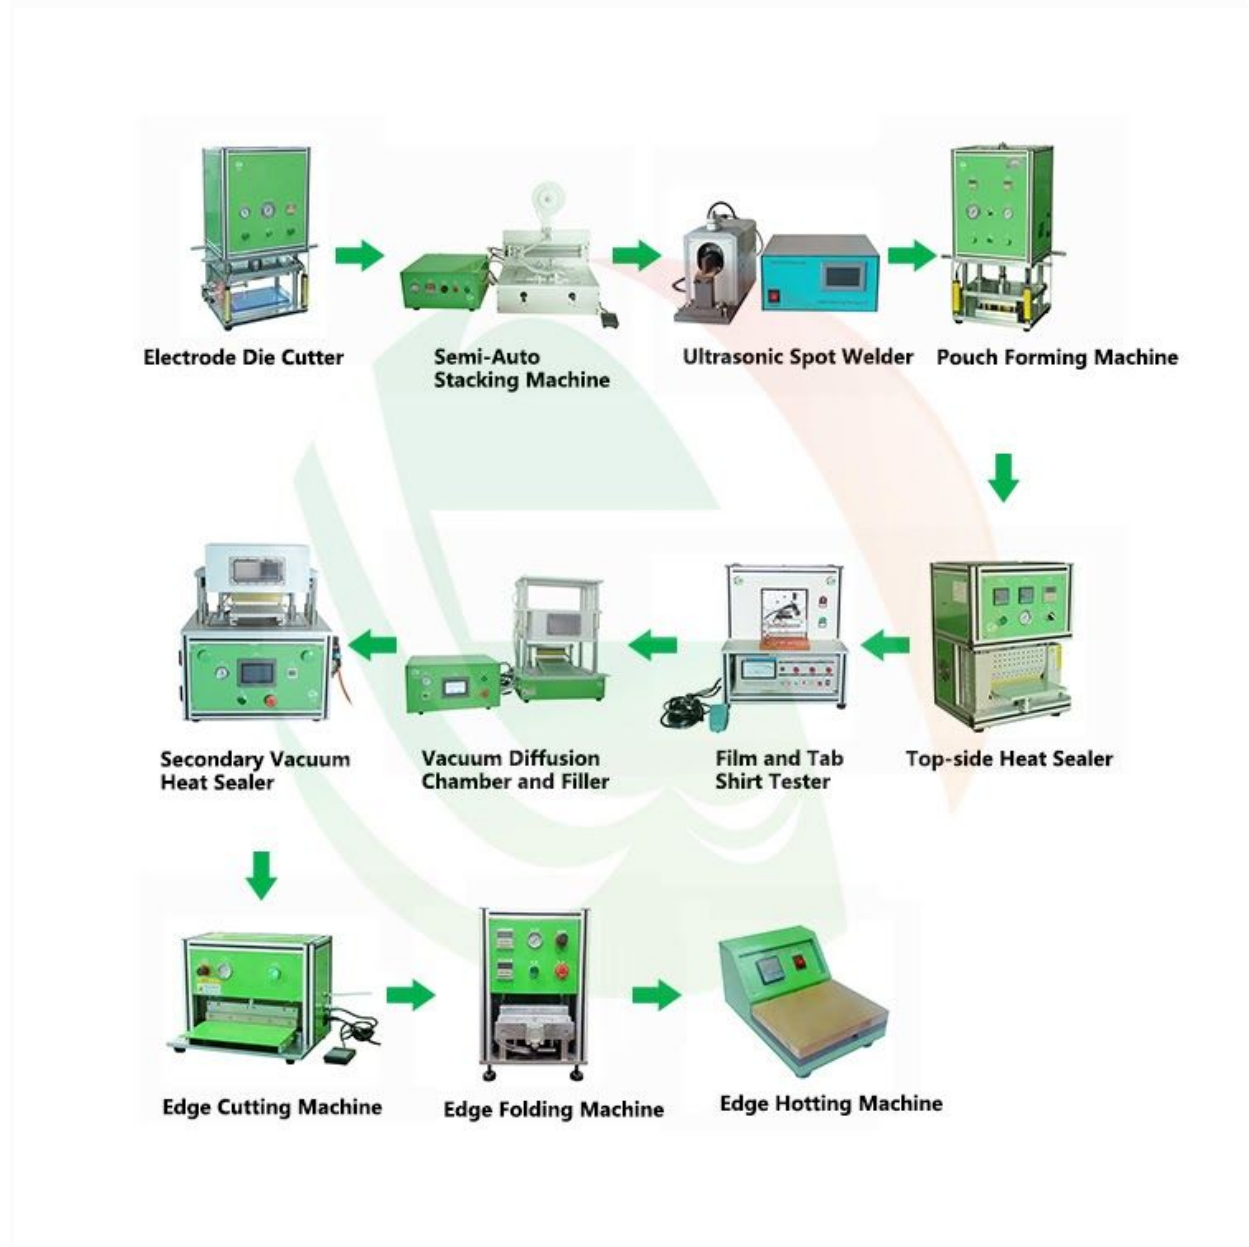 Electrode Die Cutter
Semi-Auto
Stacking Machine
Ultrasonic Spot Welder
Pouch Forming Machine
Secondary Vacuum
Heat Sealer
Vacuum Diffusion
Chamber and Filler
Film and Tab
Shirt Tester
Top-side Heat Sealer
Edge Cutting Machine
Edge Folding Machine
Edge Hotting Machine